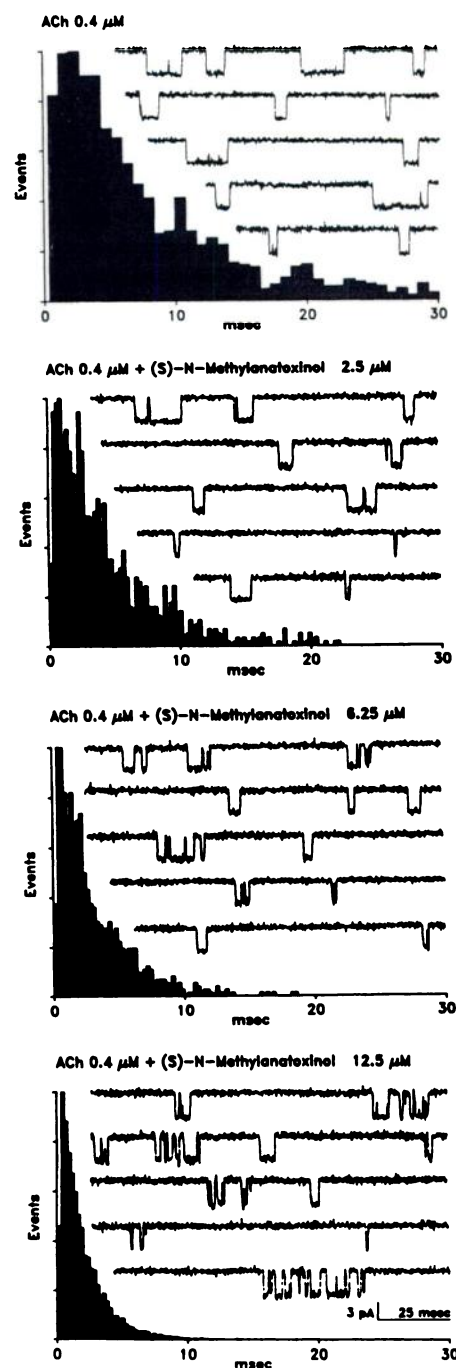 ACh 0.4 μM
Events
0 10 20 30
msec
ACh 0.4 μM + (S)-N-Methylanatoxinol 2.5 μM
Events
0 10 20 30
msec
ACh 0.4 μM + (S)-N-Methylanatoxinol 6.25 μM
Events
0 10 20 30
msec
ACh 0.4 μM + (S)-N-Methylanatoxinol 12.5 μM
Events
3 pA 25 msec
0 10 20 30
msec